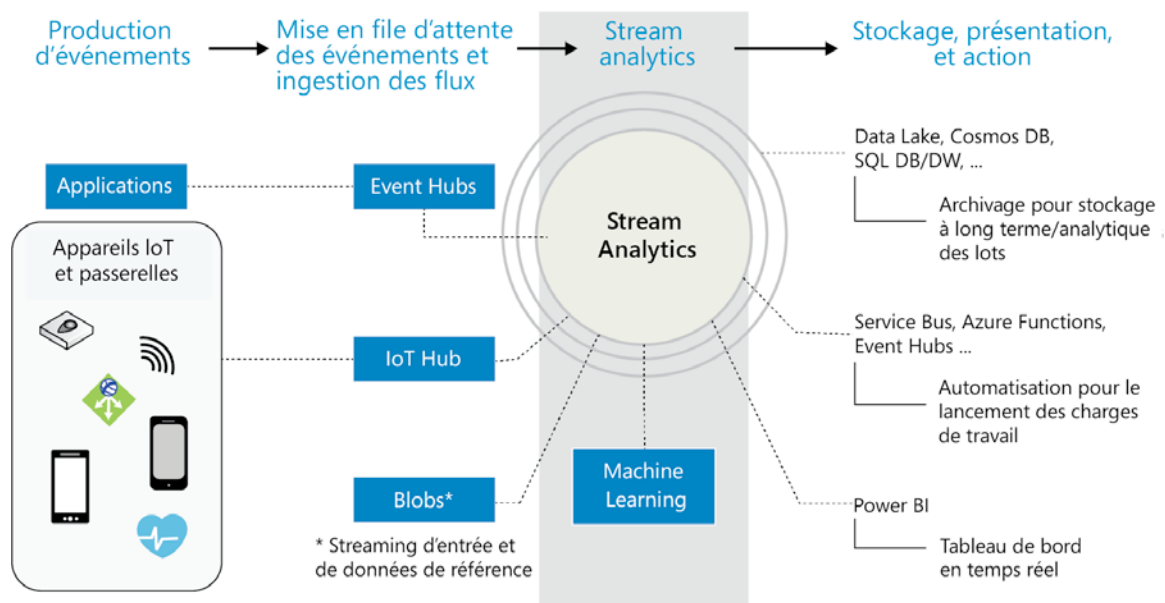 Production
d'événements
Mise en file d'attente
des événements et
ingestion des flux
Stream
analytics
Stockage, présentation,
et action
Applications
Event Hubs
Appareils IoT
et passerelles
IoT Hub
Blobs*
* Streaming d'entrée et
de données de référence
Stream
Analytics
Machine
Learning
Data Lake, Cosmos DB,
SQL DB/DW, ...
Archivage pour stockage
à long terme/analytique
des lots
Service Bus, Azure Functions,
Event Hubs ...
Automatisation pour le
lancement des charges
de travail
Power BI
Tableau de bord
en temps réel